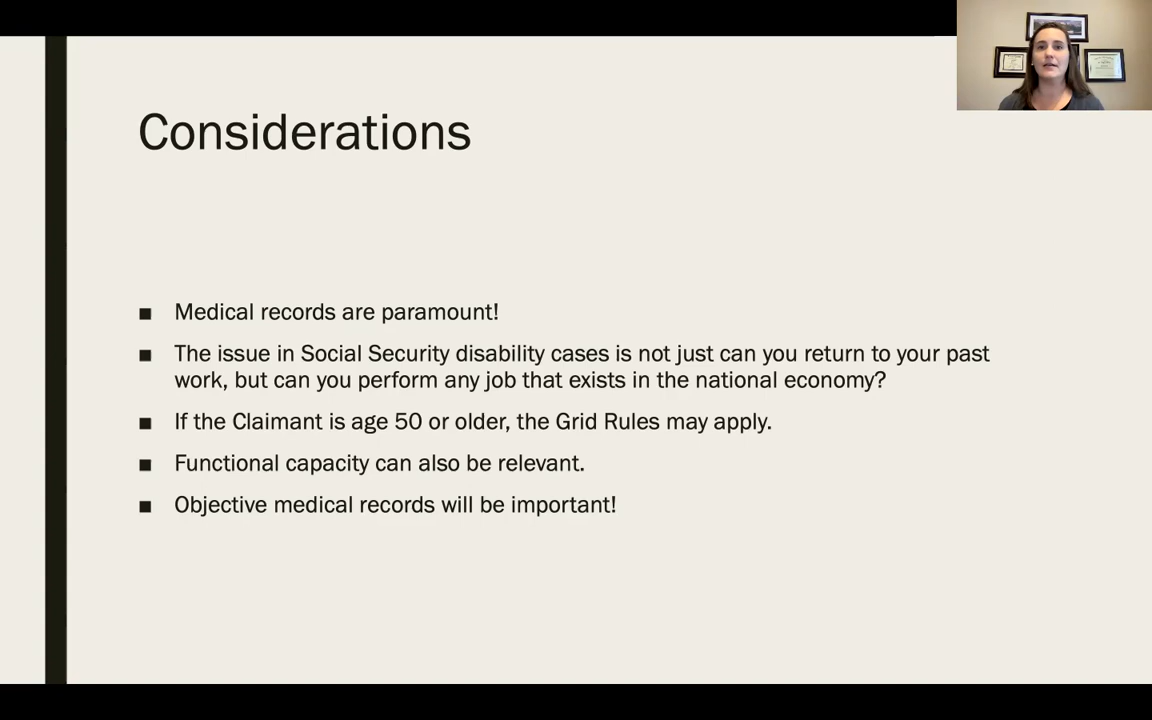 Considerations
■ Medical records are paramount!
■ The issue in Social Security disability cases is not just can you return to your past
work, but can you perform any job that exists in the national economy?
■ If the Claimant is age 50 or older, the Grid Rules may apply.
■ Functional capacity can also be relevant.
■ Objective medical records will be important!